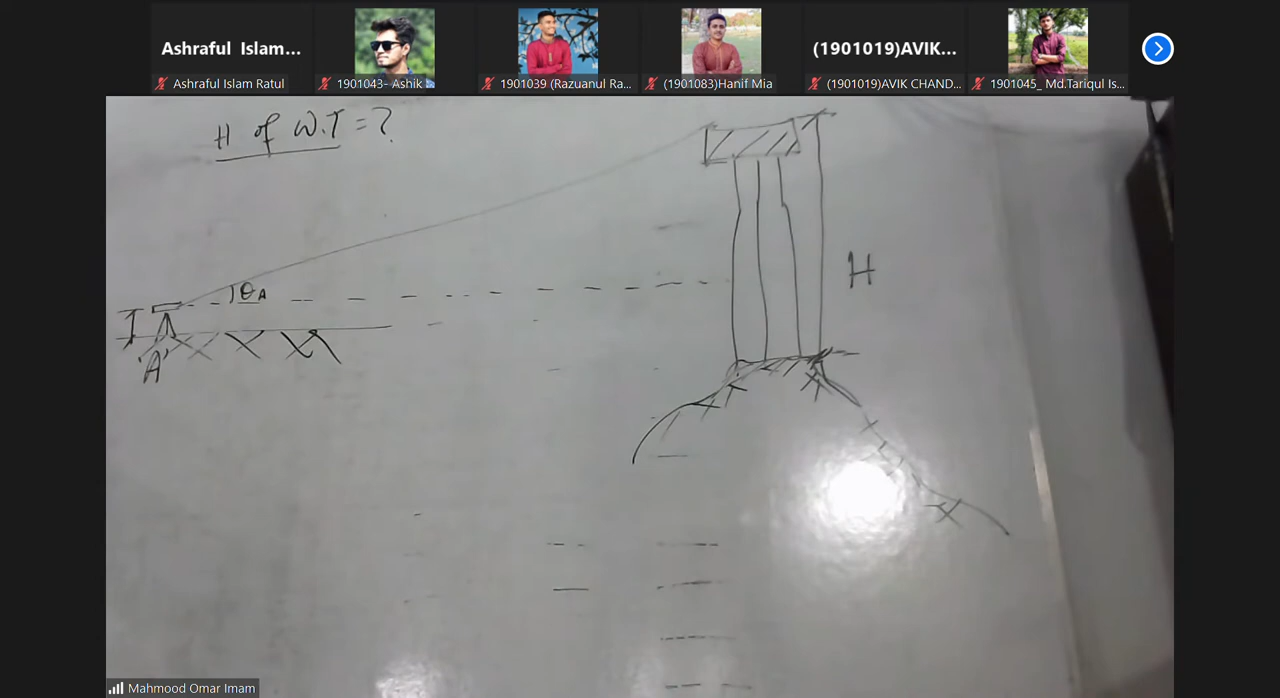 Ashraful Islam...
(1901019)AVIK...
Ashraful Islam Ratul
1901043- Ashik
1901039 (Razuanul Ra...
(1901083)Hanif Mia
(1901019)AVIK CHAND...
1901045_ Md.Tariqul Is...
H of W.T = ?
θA
H
A
Mahmood Omar Imam